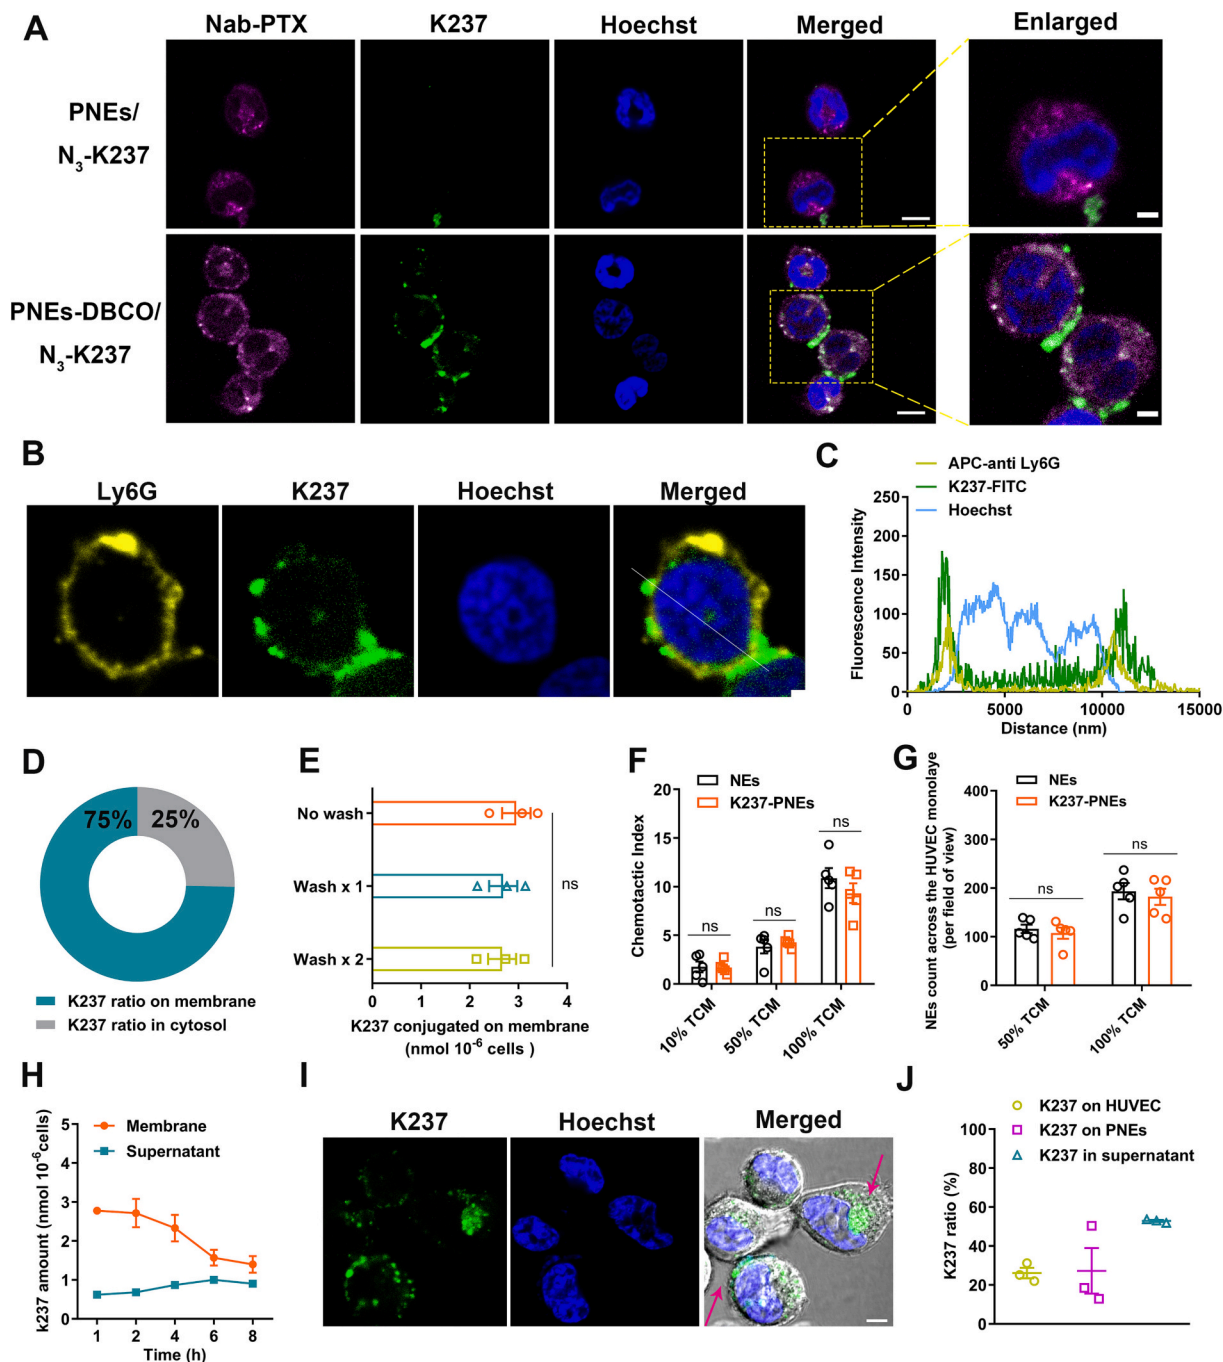 A
Nab-PTX K237 Hoechst Merged Enlarged
PNEs/
N3-K237
PNEs-DBCO/
N3-K237
B
Ly6G K237 Hoechst Merged
C
APC-anti Ly6G
K237-FITC
Hoechst
Fluorescence Intensity
250
200
150
100
50
0
0 5000 10000 15000
Distance (nm)
D
75% 25%
K237 ratio on membrane
K237 ratio in cytosol
E
No wash
Wash x 1
Wash x 2
ns
0 1 2 3 4
K237 conjugated on membrane
(nmol 10-6 cells )
F
NEs
K237-PNEs
Chemotactic Index
20
15
10
5
0
ns
ns
ns
10% TCM
50% TCM
100% TCM
G
NEs
K237-PNEs
NEs count across the HUVEC monolaye
(per field of view)
400
300
200
100
0
ns
ns
50% TCM
100% TCM
H
Membrane
Supernatant
k237 amount (nmol 10-6cells)
5
4
3
2
1
0
1 2 4 6 8
Time (h)
I
K237 Hoechst Merged
J
K237 on HUVEC
K237 on PNEs
K237 in supernatant
K237 ratio (%)
100
80
60
40
20
0